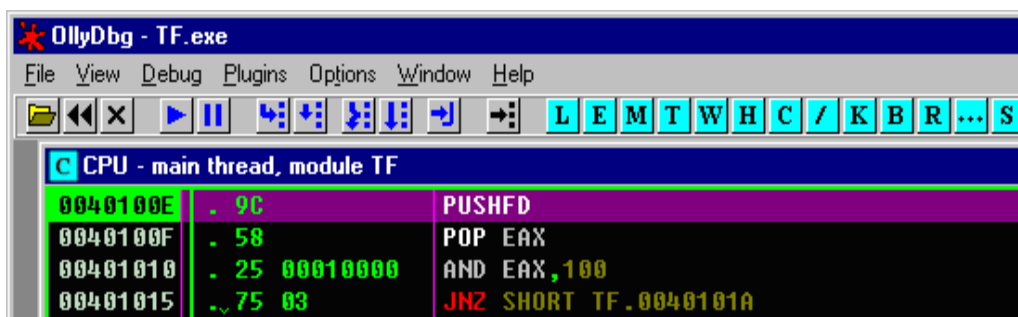 OllyDbg - TF.exe
File View Debug Plugins Options Window Help
L E M T W H C / K B R ... S
C CPU - main thread, module TF
0040100E . 9C PUSHFD
0040100F . 58 POP EAX
00401010 . 25 00010000 AND EAX,100
00401015 .˅75 03 JNZ SHORT TF.0040101A